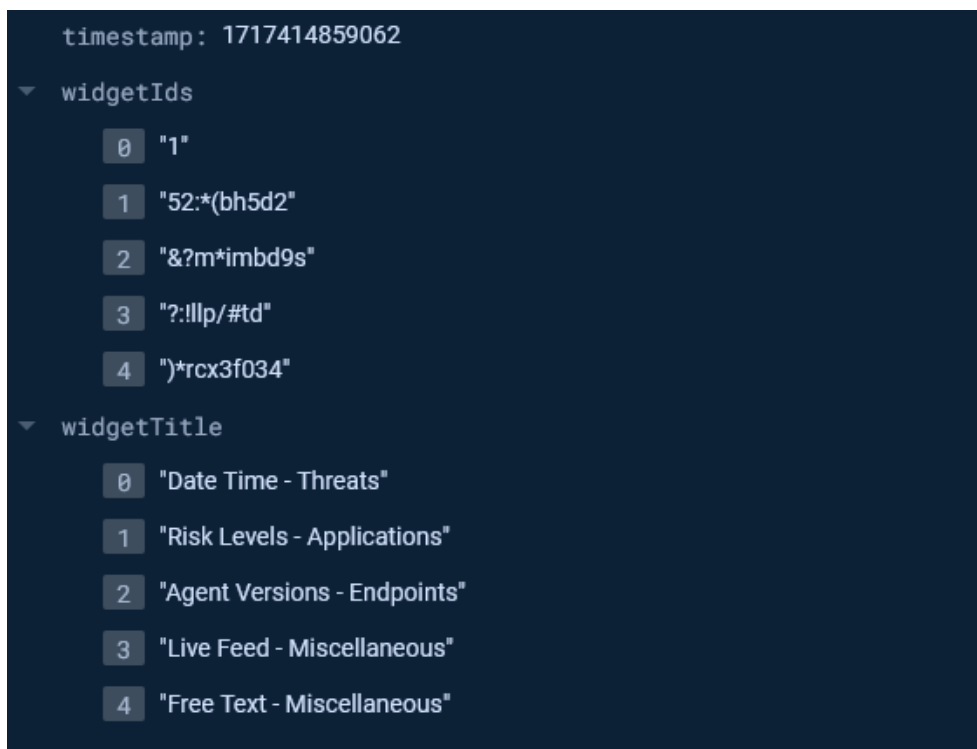 timestamp: 1717414859062
widgetIds
0 "1"
1 "52:*(bh5d2"
2 "&?m*imbd9s"
3 "?:!llp/#td"
4 ")*rcx3f034"
widgetTitle
0 "Date Time - Threats"
1 "Risk Levels - Applications"
2 "Agent Versions - Endpoints"
3 "Live Feed - Miscellaneous"
4 "Free Text - Miscellaneous"